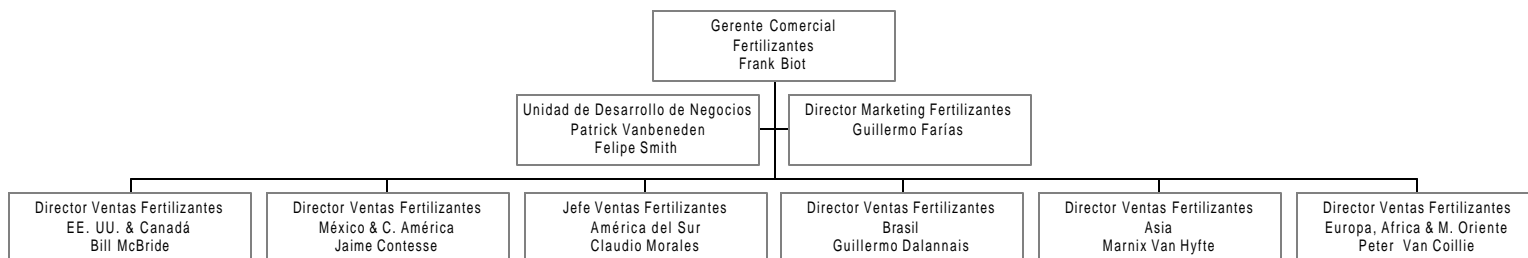 Gerente Comercial
Fertilizantes
Frank Biot
Unidad de Desarrollo de Negocios
Patrick Vanbeneden
Felipe Smith
Director Marketing Fertilizantes
Guillermo Farías
Director Ventas Fertilizantes
EE. UU. & Canadá
Bill McBride
Director Ventas Fertilizantes
México & C. América
Jaime Contesse
Jefe Ventas Fertilizantes
América del Sur
Claudio Morales
Director Ventas Fertilizantes
Brasil
Guillermo Dalannais
Director Ventas Fertilizantes
Asia
Marnix Van Hyfte
Director Ventas Fertilizantes
Europa, Africa & M. Oriente
Peter Van Coillie